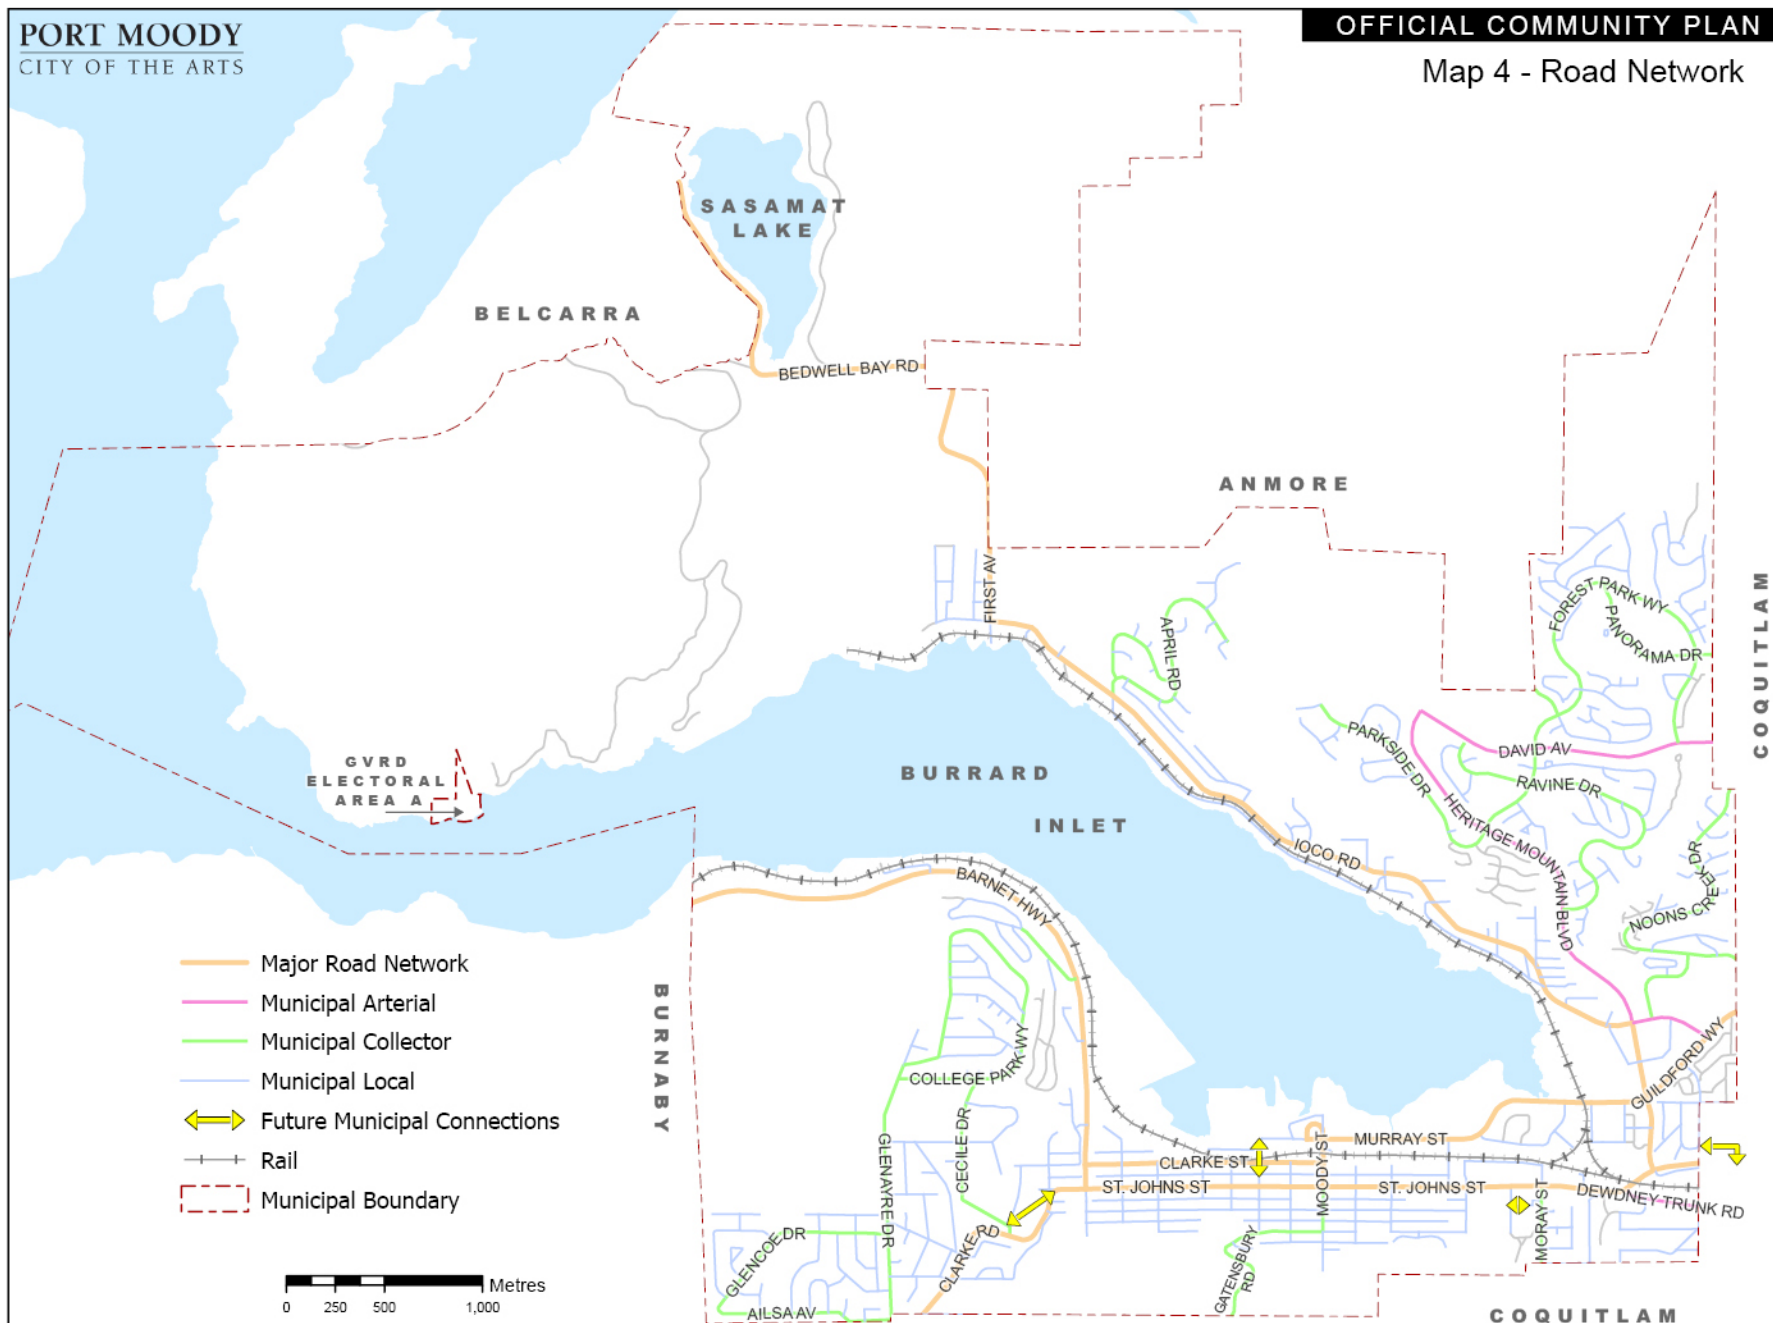 PORT MOODY
CITY OF THE ARTS
OFFICIAL COMMUNITY PLAN
Map 4 - Road Network
SASAMAT
LAKE
BELCARRA
BEDWELL BAY RD
ANMORE
FIRST AV
APRIL RD
FOREST PARK WY
PANORAMA DR
COQUITLAM
PARKSIDE DR
DAVID AV
RAVINE DR
HERITAGE MOUNTAIN BLVD
NOONS CREEK DR
GVRD
ELECTORAL
AREA A
BURRARD
INLET
IOCO RD
BARNET HWY
BURNABY
COLLEGE PARK WY
CECILE DR
GLENAYRE DR
GUILDFORD WY
MURRAY ST
CLARKE ST
MOODY ST
ST. JOHNS ST
ST. JOHNS ST
DEWDNEY TRUNK RD
MORAY ST
CLARKE RD
GATENSBURY
RD
GLENCOE DR
AILSA AV
COQUITLAM
Major Road Network
Municipal Arterial
Municipal Collector
Municipal Local
Future Municipal Connections
Rail
Municipal Boundary
Metres
0 250 500 1,000